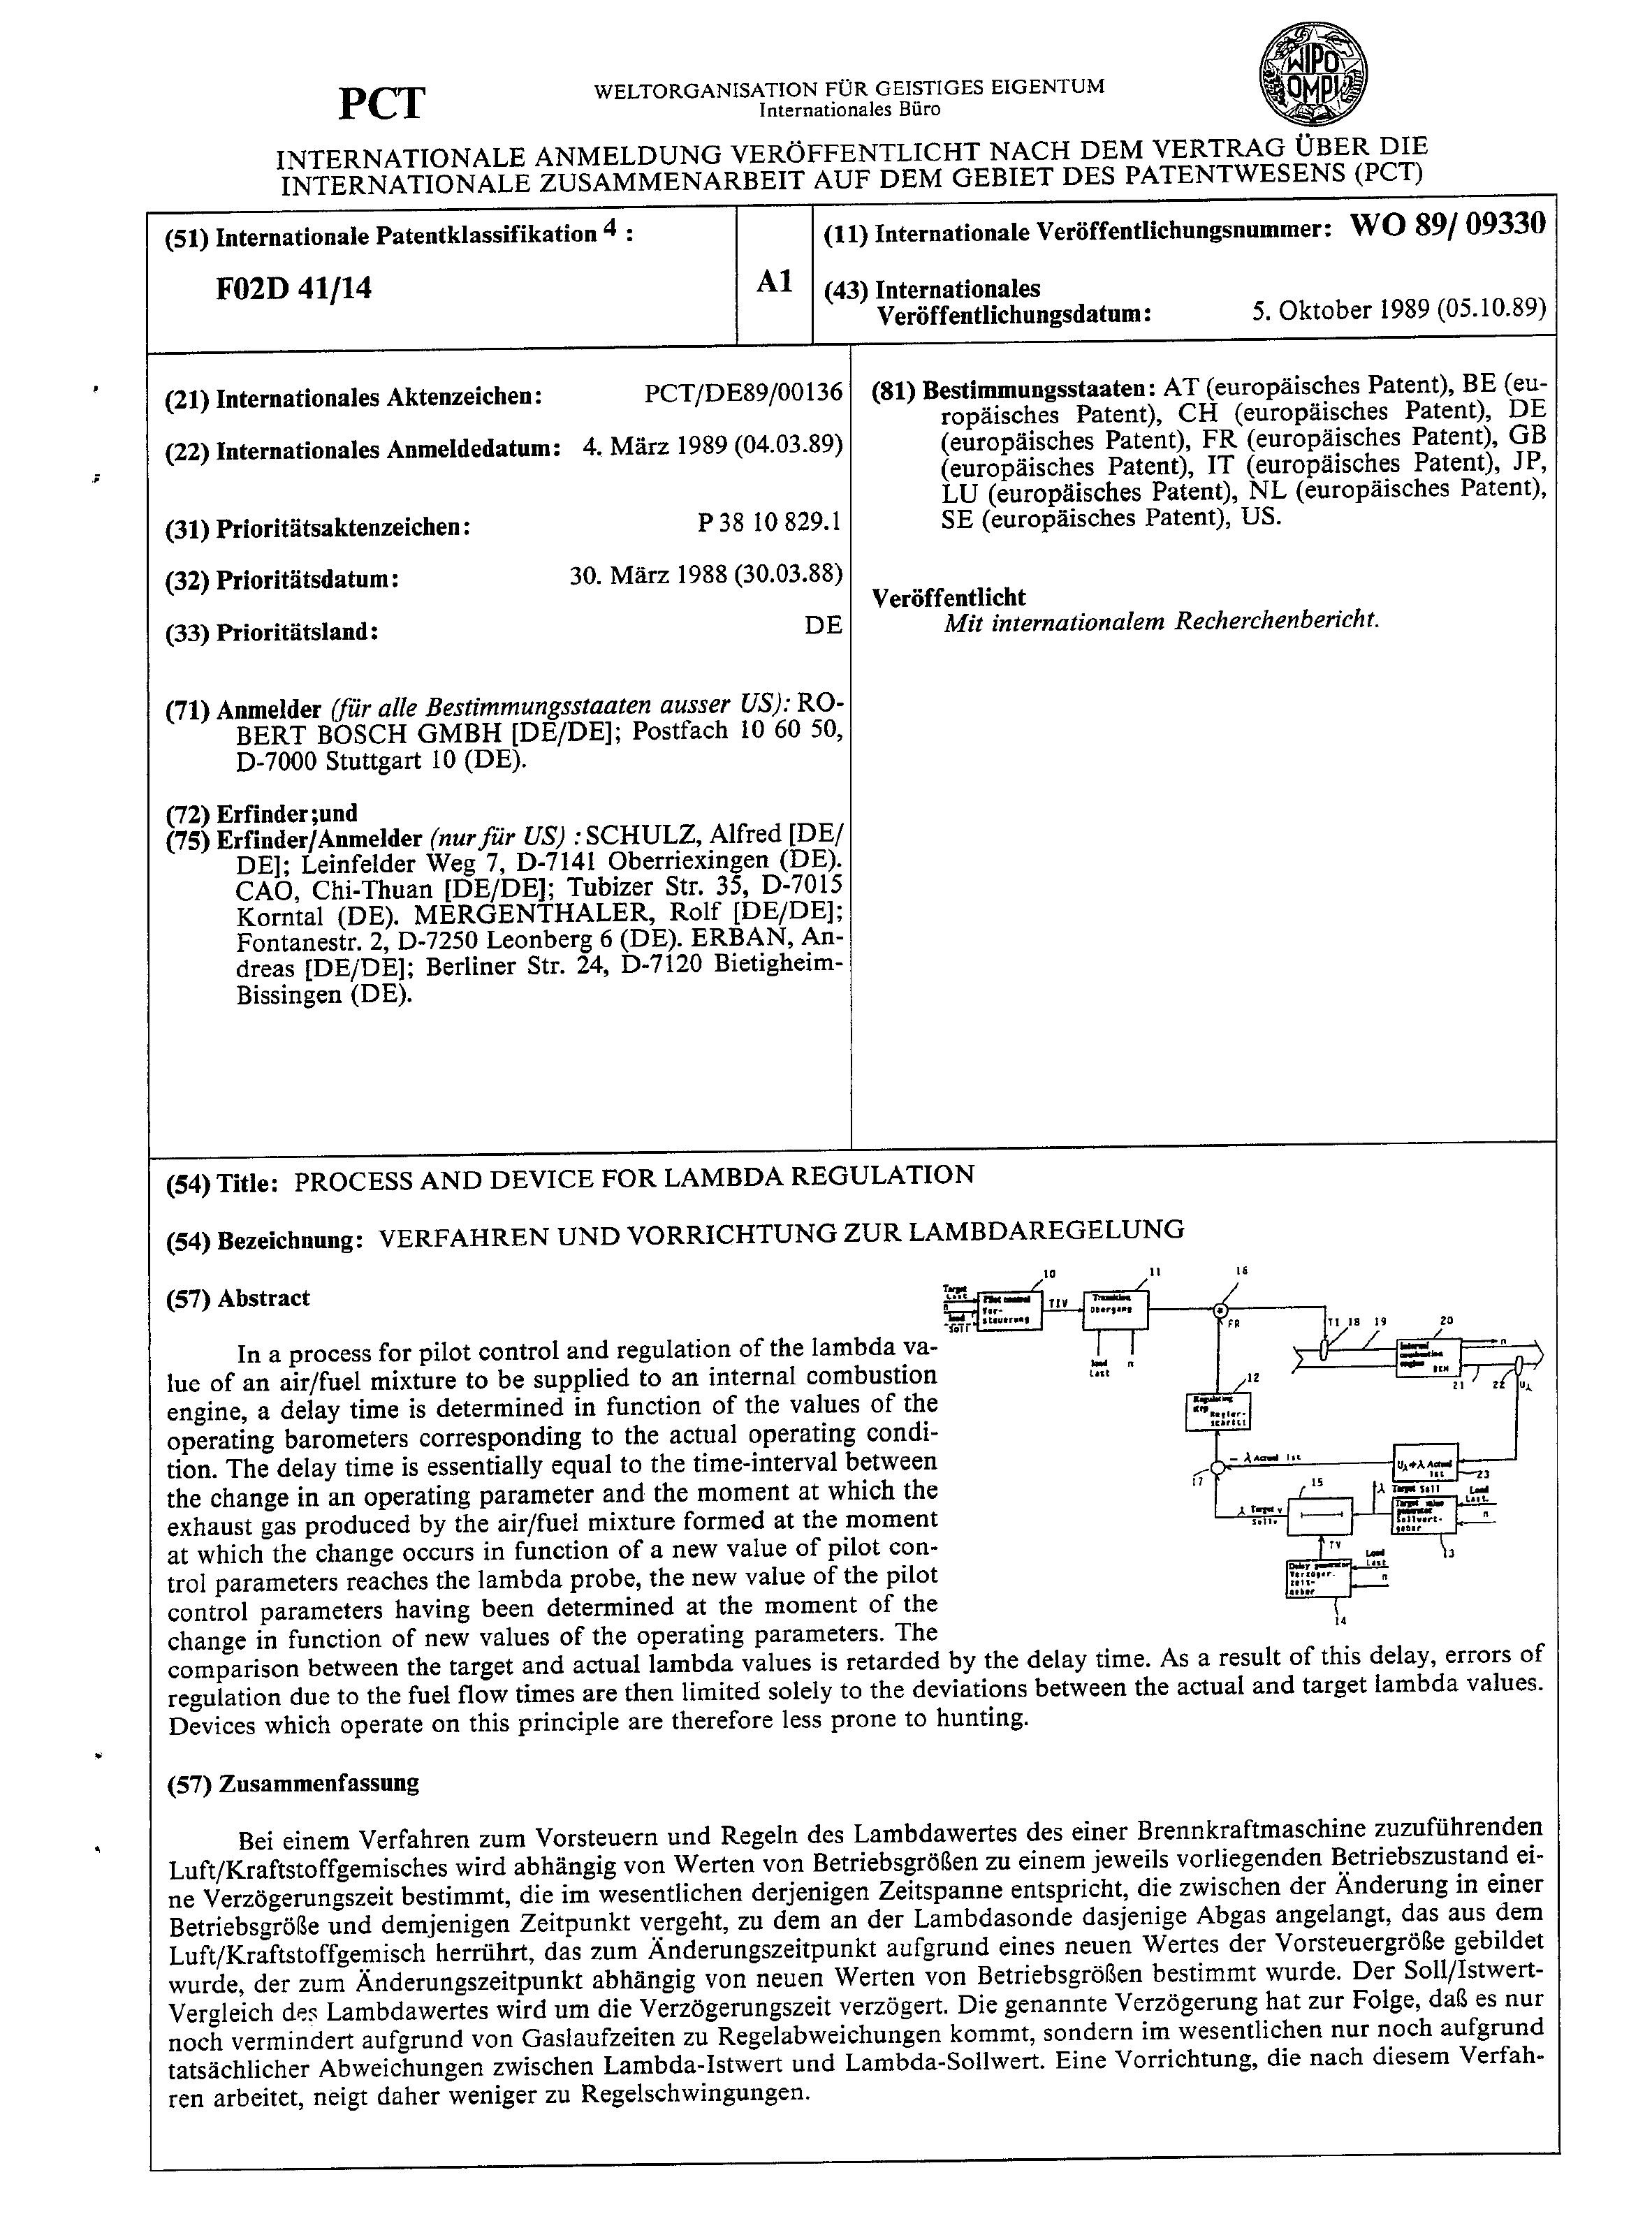 PCT
WELTORGANISATION FÜR GEISTIGES EIGENTUM
Internationales Büro
WIPO
OMPI
INTERNATIONALE ANMELDUNG VERÖFFENTLICHT NACH DEM VERTRAG ÜBER DIE
INTERNATIONALE ZUSAMMENARBEIT AUF DEM GEBIET DES PATENTWESENS (PCT)
(51) Internationale Patentklassifikation 4 :
F02D 41/14
A1
(11) Internationale Veröffentlichungsnummer: WO 89/ 09330
(43) Internationales
Veröffentlichungsdatum: 5. Oktober 1989 (05.10.89)
(21) Internationales Aktenzeichen: PCT/DE89/00136
(22) Internationales Anmeldedatum: 4. März 1989 (04.03.89)
(31) Prioritätsaktenzeichen: P 38 10 829.1
(32) Prioritätsdatum: 30. März 1988 (30.03.88)
(33) Prioritätsland: DE
(71) Anmelder (für alle Bestimmungsstaaten ausser US): RO-
BERT BOSCH GMBH [DE/DE]; Postfach 10 60 50,
D-7000 Stuttgart 10 (DE).
(72) Erfinder;und
(75) Erfinder/Anmelder (nur für US) : SCHULZ, Alfred [DE/
DE]; Leinfelder Weg 7, D-7141 Oberriexingen (DE).
CAO, Chi-Thuan [DE/DE]; Tubizer Str. 35, D-7015
Korntal (DE). MERGENTHALER, Rolf [DE/DE];
Fontanestr. 2, D-7250 Leonberg 6 (DE). ERBAN, An-
dreas [DE/DE]; Berliner Str. 24, D-7120 Bietigheim-
Bissingen (DE).
(81) Bestimmungsstaaten: AT (europäisches Patent), BE (eu-
ropäisches Patent), CH (europäisches Patent), DE
(europäisches Patent), FR (europäisches Patent), GB
(europäisches Patent), IT (europäisches Patent), JP,
LU (europäisches Patent), NL (europäisches Patent),
SE (europäisches Patent), US.
Veröffentlicht
Mit internationalem Recherchenbericht.
(54) Title: PROCESS AND DEVICE FOR LAMBDA REGULATION
(54) Bezeichnung: VERFAHREN UND VORRICHTUNG ZUR LAMBDAREGELUNG
(57) Abstract
In a process for pilot control and regulation of the lambda va-
lue of an air/fuel mixture to be supplied to an internal combustion
engine, a delay time is determined in function of the values of the
operating barometers corresponding to the actual operating condi-
tion. The delay time is essentially equal to the time-interval between
the change in an operating parameter and the moment at which the
exhaust gas produced by the air/fuel mixture formed at the moment
at which the change occurs in function of a new value of pilot con-
trol parameters reaches the lambda probe, the new value of the pilot
control parameters having been determined at the moment of the
change in function of new values of the operating parameters. The
comparison between the target and actual lambda values is retarded by the delay time. As a result of this delay, errors of
regulation due to the fuel flow times are then limited solely to the deviations between the actual and target lambda values.
Devices which operate on this principle are therefore less prone to hunting.
Target
Last
n
load
Soll
10
Pilot control
Vor-
steuerung
TIV
11
Transition
Übergang
load
Last
n
16
FR
TI 18 19
20
Internal
combustion
engine
BKM
n
21 22 Uλ
12
Regulating
step
Regler-
schritt
17
- λ Actual Ist
Uλ→λ Actual
Ist
23
15
λ Target Soll
λ Target v
Sollv
Target value
generator
Sollwert-
geber
Load
Last
n
13
TV
Delay generator
Verzöger.
zeit-
geber
Load
Last
n
14
(57) Zusammenfassung
Bei einem Verfahren zum Vorsteuern und Regeln des Lambdawertes des einer Brennkraftmaschine zuzuführenden
Luft/Kraftstoffgemisches wird abhängig von Werten von Betriebsgrößen zu einem jeweils vorliegenden Betriebszustand ei-
ne Verzögerungszeit bestimmt, die im wesentlichen derjenigen Zeitspanne entspricht, die zwischen der Änderung in einer
Betriebsgröße und demjenigen Zeitpunkt vergeht, zu dem an der Lambdasonde dasjenige Abgas angelangt, das aus dem
Luft/Kraftstoffgemisch herrührt, das zum Änderungszeitpunkt aufgrund eines neuen Wertes der Vorsteuergröße gebildet
wurde, der zum Änderungszeitpunkt abhängig von neuen Werten von Betriebsgrößen bestimmt wurde. Der Soll/Istwert-
Vergleich des Lambdawertes wird um die Verzögerungszeit verzögert. Die genannte Verzögerung hat zur Folge, daß es nur
noch vermindert aufgrund von Gaslaufzeiten zu Regelabweichungen kommt, sondern im wesentlichen nur noch aufgrund
tatsächlicher Abweichungen zwischen Lambda-Istwert und Lambda-Sollwert. Eine Vorrichtung, die nach diesem Verfah-
ren arbeitet, neigt daher weniger zu Regelschwingungen.